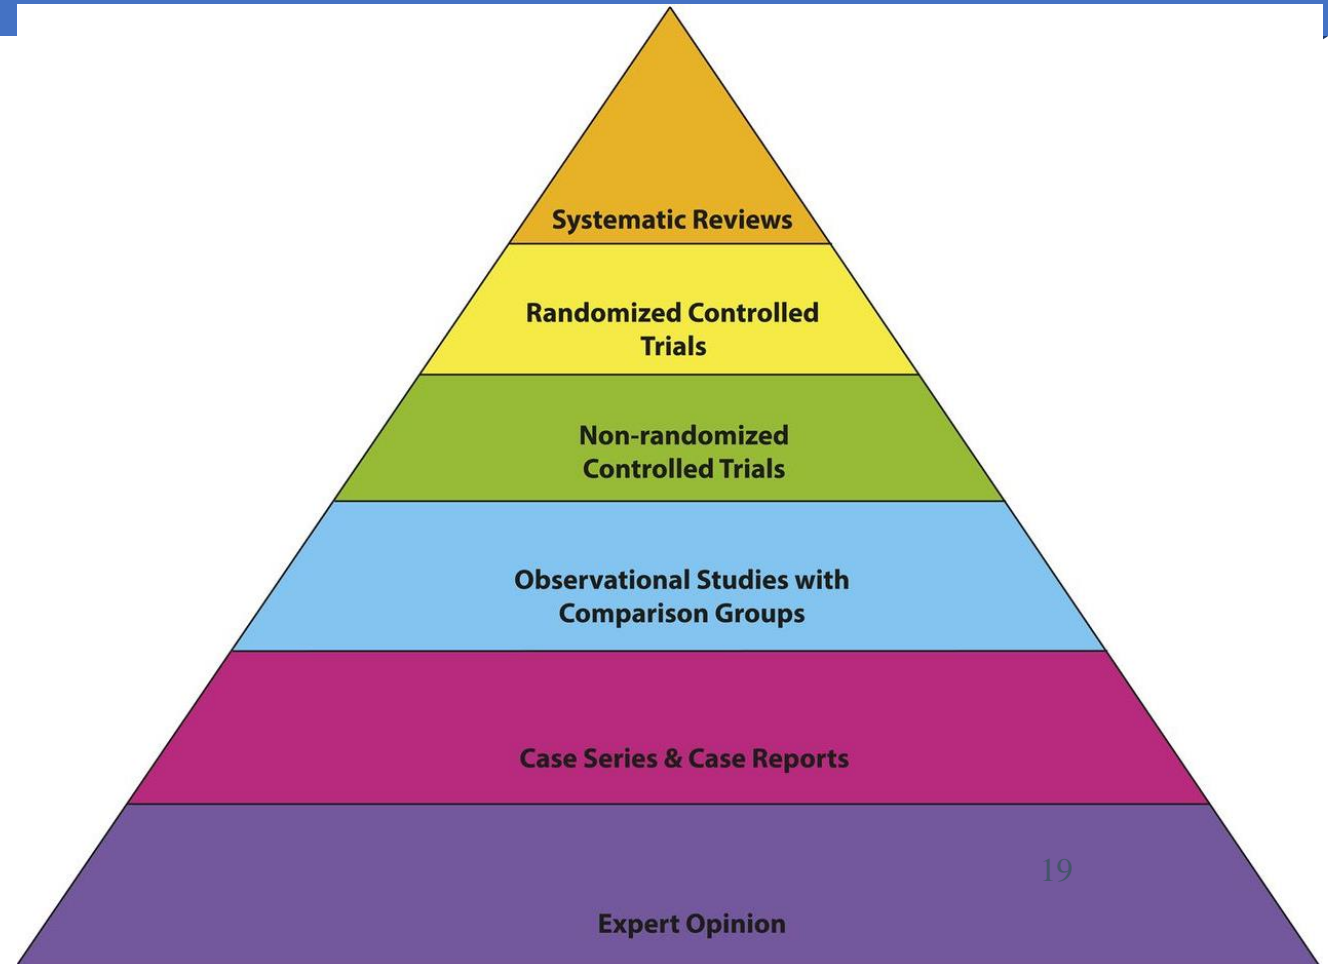 Systematic Reviews
Randomized Controlled
Trials
Non-randomized
Controlled Trials
Observational Studies with
Comparison Groups
Case Series & Case Reports
19
Expert Opinion